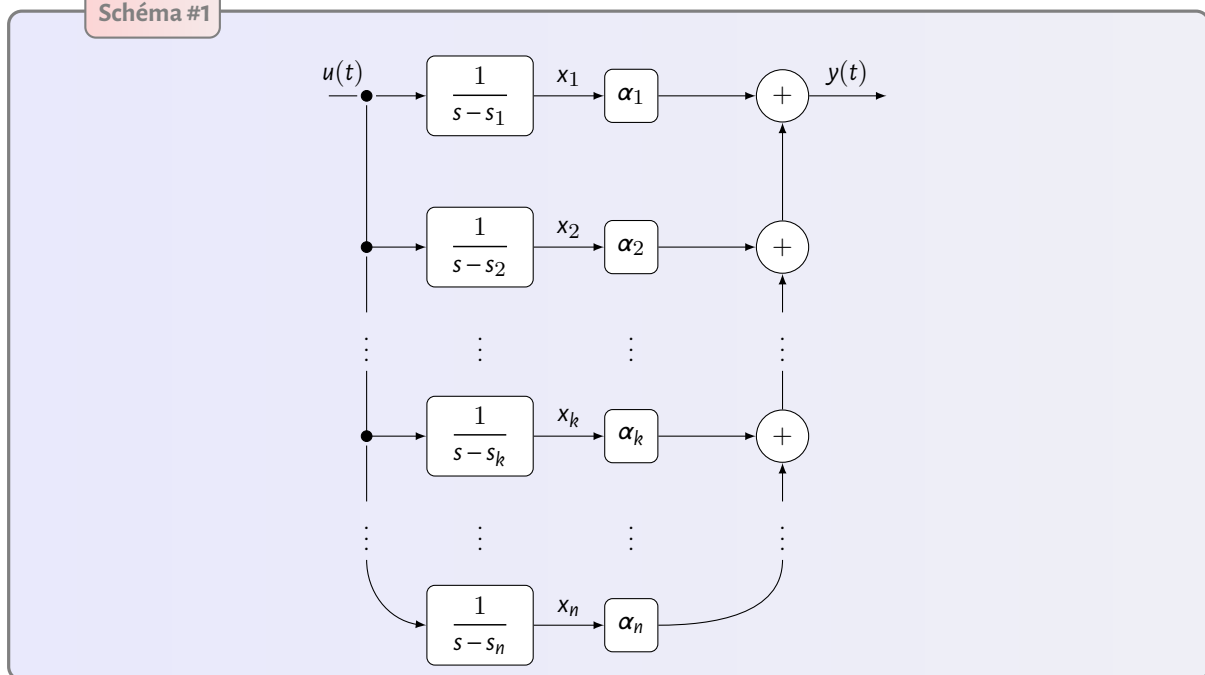 Schéma #1
u(t) 1/(s−s₁) x₁ α₁ + y(t)
1/(s−s₂) x₂ α₂ +
⋮ ⋮ ⋮ ⋮
1/(s−sₖ) xₖ αₖ +
⋮ ⋮ ⋮ ⋮
1/(s−sₙ) xₙ αₙ